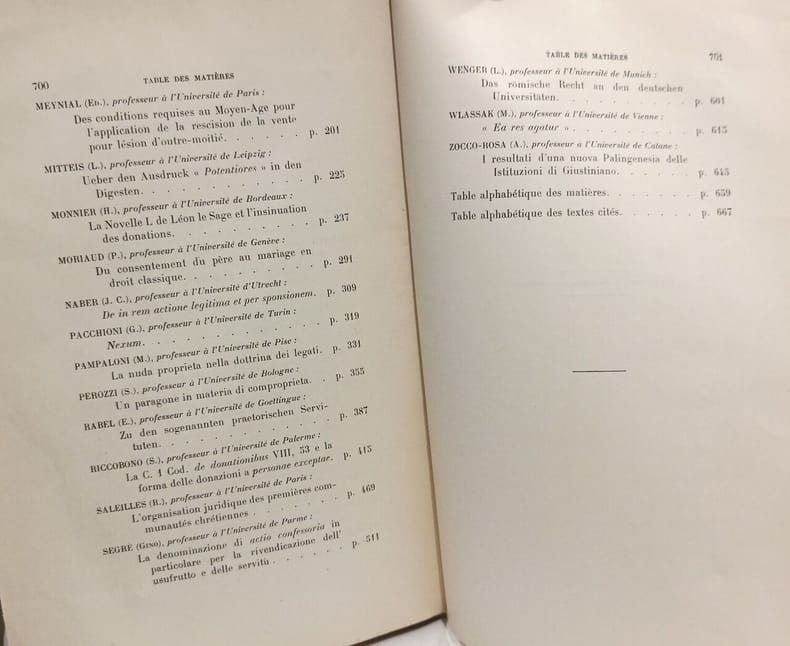 700
TABLE DES MATIÈRES
MEYNIAL (ED.), professeur à l'Université de Paris :
Des conditions requises au Moyen-Age pour
l'application de la rescision de la vente
pour lésion d'outre-moitié. . . . . . p. 201
MITTEIS (L.), professeur à l'Université de Leipzig :
Ueber den Ausdruck « Potentiores » in den
Digesten. . . . . . . . . . . p. 225
MONNIER (H.), professeur à l'Université de Bordeaux :
La Novelle L de Léon le Sage et l'insinuation
des donations. . . . . . . . . p. 237
MORIAUD (P.), professeur à l'Université de Genève :
Du consentement du père au mariage en
droit classique. . . . . . . . . p. 291
NABER (J. C.), professeur à l'Université d'Utrecht :
De in rem actione legitima et per sponsionem. p. 309
PACCHIONI (G.), professeur à l'Université de Turin :
Nexum. . . . . . . . . . . . p. 319
PAMPALONI (M.), professeur à l'Université de Pise :
La nuda proprieta nella dottrina dei legati. p. 331
PEROZZI (S.), professeur à l'Université de Bologne :
Un paragone in materia di comproprieta. . p. 355
RABEL (E.), professeur à l'Université de Goettingue :
Zu den sogenannten praetorischen Servi-
tuten. . . . . . . . . . . . p. 387
RICCOBONO (S.), professeur à l'Université de Palerme :
La C. 1 Cod. de donationibus VIII, 53 e la
forma delle donazioni a personae exceptae. p. 415
SALEILLES (R.), professeur à l'Université de Paris :
L'organisation juridique des premières com-
munautés chrétiennes . . . . . . p. 469
SEGRÈ (GINO), professeur à l'Université de Parme :
La denominazione di actio confessoria in
particolare per la rivendicazione dell'
usufrutto e delle servitù . . . . . p. 511
TABLE DES MATIÈRES
701
WENGER (L.), professeur à l'Université de Munich :
Das römische Recht an den deutschen
Universitäten. . . . . . . . . p. 601
WLASSAK (M.), professeur à l'Université de Vienne :
« Ea res agatur » . . . . . . . . p. 615
ZOCCO-ROSA (A.), professeur à l'Université de Catane :
I resultati d'una nuova Palingenesia delle
Istituzioni di Giustiniano. . . . . . p. 645
Table alphabétique des matières. . . . . . p. 659
Table alphabétique des textes cités. . . . . p. 667